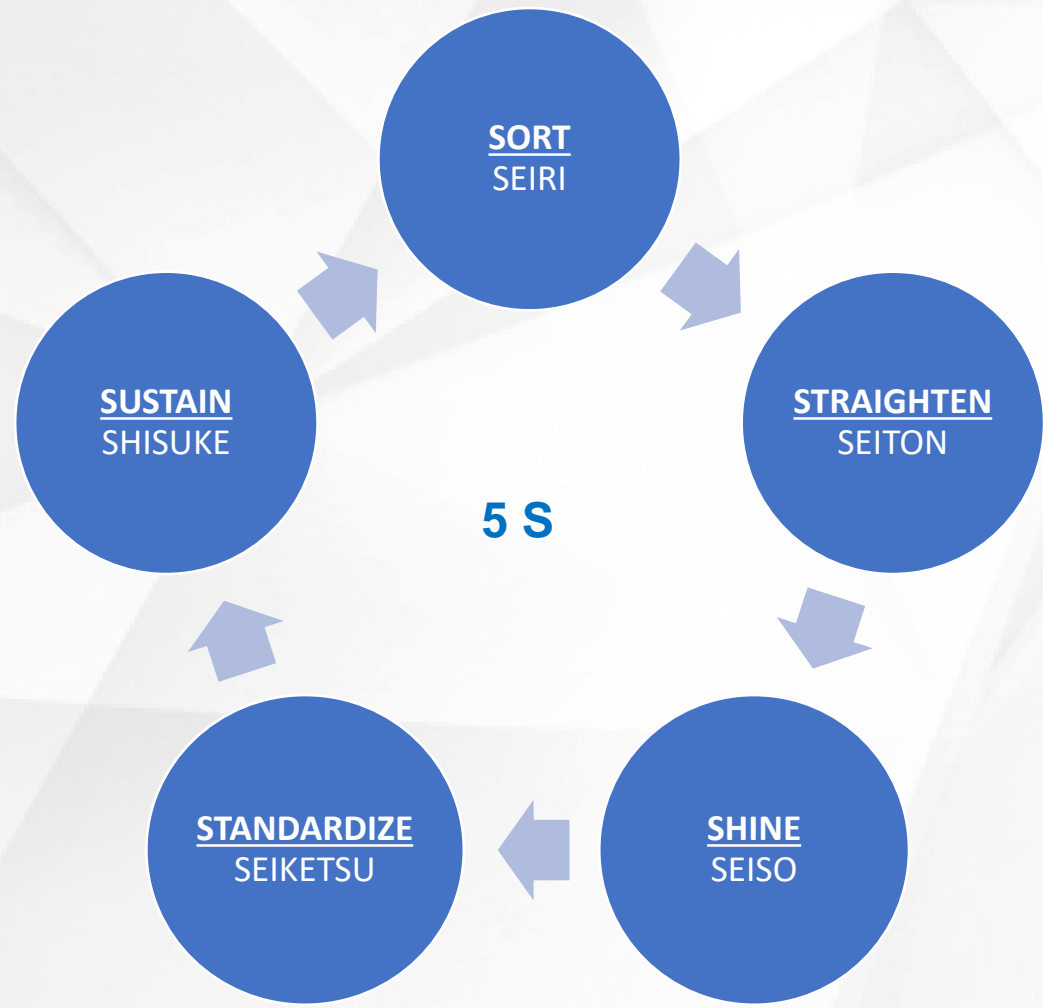 SORT
SEIRI
STRAIGHTEN
SEITON
SHINE
SEISO
STANDARDIZE
SEIKETSU
SUSTAIN
SHISUKE
5 S